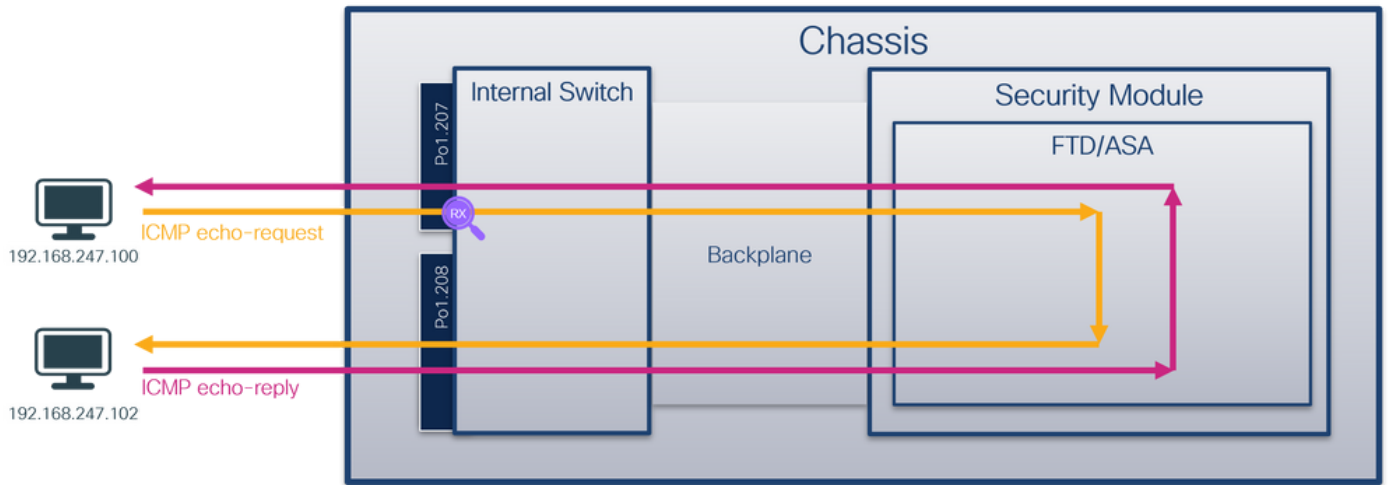 Chassis
Internal Switch
Security Module
FTD/ASA
Po1.207
RX
ICMP echo-request
192.168.247.100
Backplane
Po1.208
ICMP echo-reply
192.168.247.102